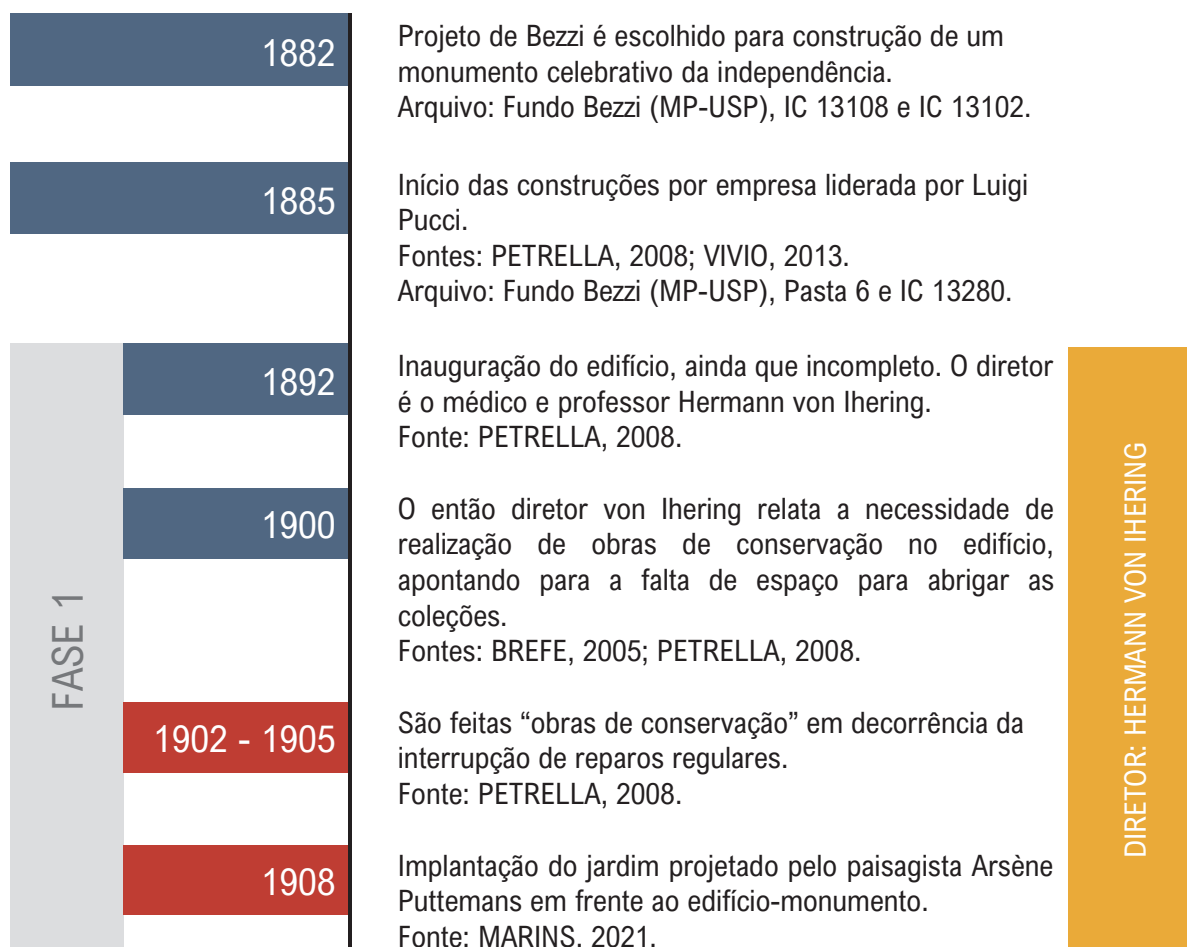 1882
Projeto de Bezzi é escolhido para construção de um
monumento celebrativo da independência.
Arquivo: Fundo Bezzi (MP-USP), IC 13108 e IC 13102.
1885
Início das construções por empresa liderada por Luigi
Pucci.
Fontes: PETRELLA, 2008; VIVIO, 2013.
Arquivo: Fundo Bezzi (MP-USP), Pasta 6 e IC 13280.
FASE 1
DIRETOR: HERMANN VON IHERING
1892
Inauguração do edifício, ainda que incompleto. O diretor
é o médico e professor Hermann von Ihering.
Fonte: PETRELLA, 2008.
1900
O então diretor von Ihering relata a necessidade de
realização de obras de conservação no edifício,
apontando para a falta de espaço para abrigar as
coleções.
Fontes: BREFE, 2005; PETRELLA, 2008.
1902 - 1905
São feitas “obras de conservação” em decorrência da
interrupção de reparos regulares.
Fonte: PETRELLA, 2008.
1908
Implantação do jardim projetado pelo paisagista Arsène
Puttemans em frente ao edifício-monumento.
Fonte: MARINS, 2021.